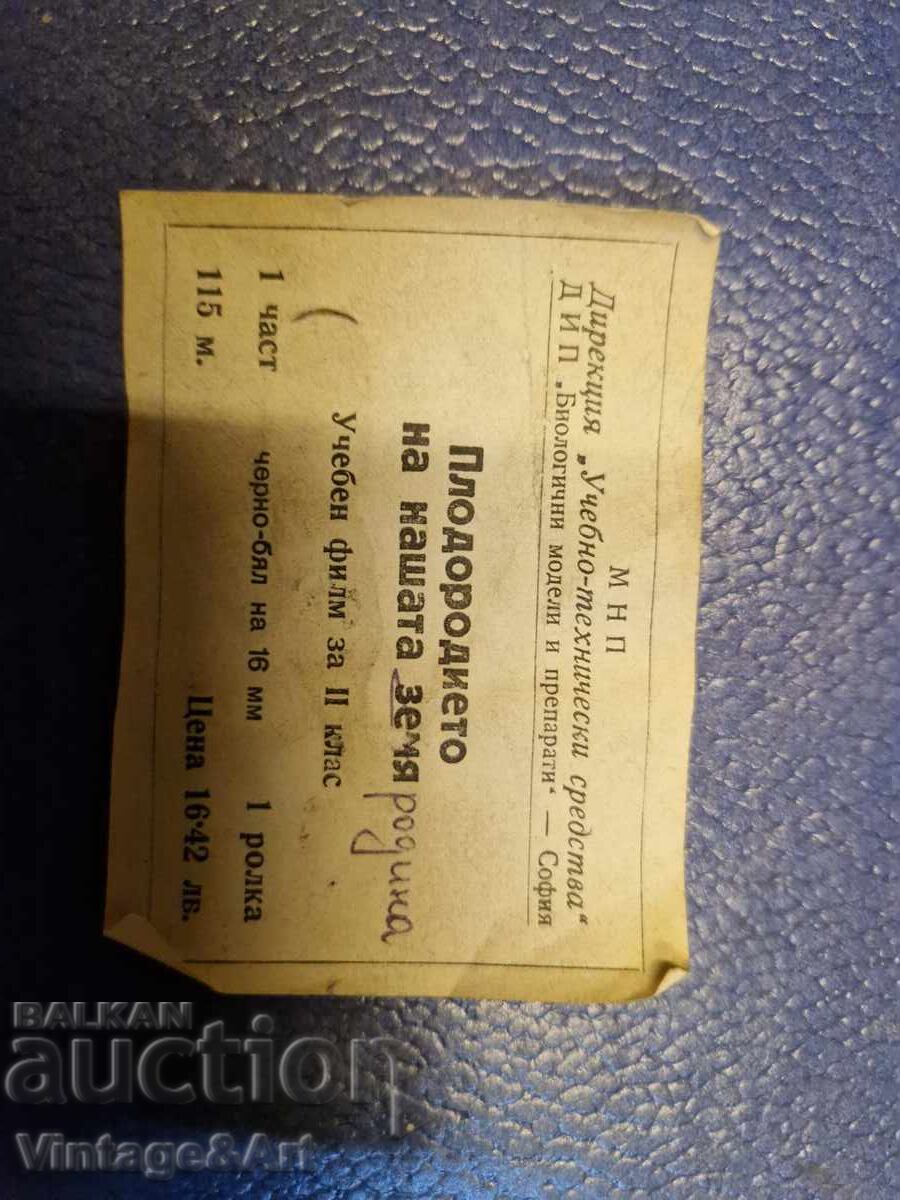 МНП
Дирекция „Учебно-технически средства“
ДИП „Биологични модели и препарати“ — София
Плодородието
на нашата земя родина
Учебен филм за II клас
(
1 част черно-бял на 16 мм 1 ролка
115 м. Цена 16·42 лв.
BALKAN
auction
Vintage&Art